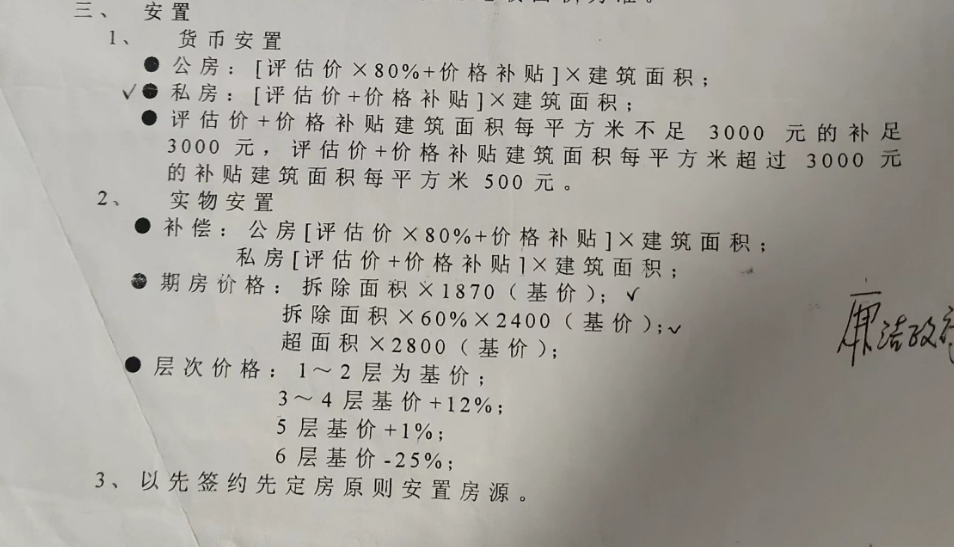 三、 安置
1、 货币安置
● 公房：[评估价×80%+价格补贴]×建筑面积；
✓● 私房：[评估价+价格补贴]×建筑面积；
● 评估价+价格补贴建筑面积每平方米不足 3000 元的补足
3000 元，评估价+价格补贴建筑面积每平方米超过 3000 元
的补贴建筑面积每平方米 500 元。
2、 实物安置
● 补偿：公房[评估价×80%+价格补贴]×建筑面积；
私房[评估价+价格补贴]×建筑面积；
● 期房价格：拆除面积×1870（基价）；✓
拆除面积×60%×2400（基价）；✓
超面积×2800（基价）；
● 层次价格：1～2 层为基价；
3～4 层基价+12%；
5 层基价+1%；
6 层基价-25%；
3、以先签约先定房原则安置房源。